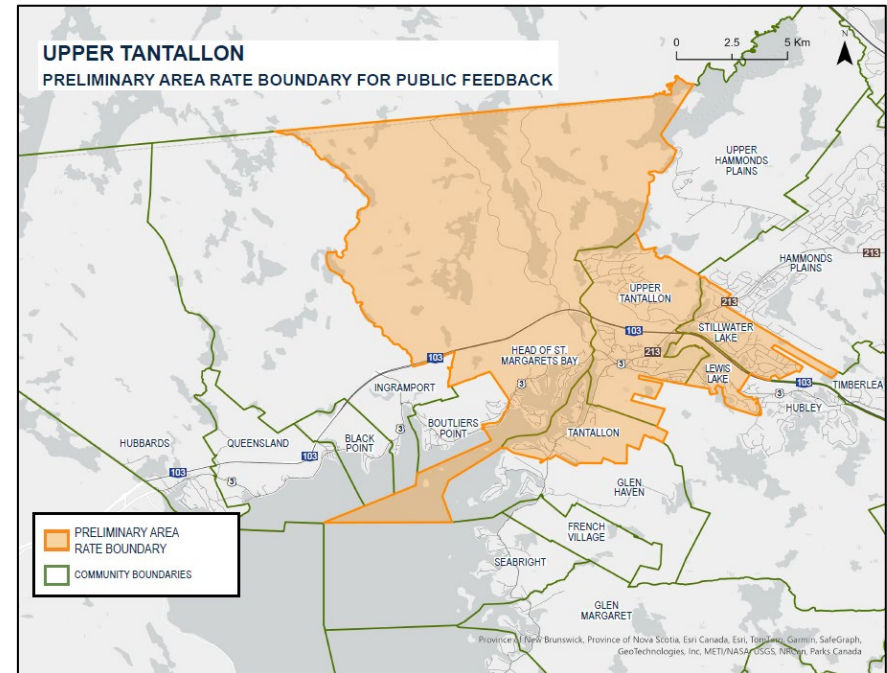 UPPER TANTALLON
PRELIMINARY AREA RATE BOUNDARY FOR PUBLIC FEEDBACK
0 2.5 5 Km
N
UPPER
HAMMONDS
PLAINS
HAMMONDS
PLAINS
213
UPPER
TANTALLON
213
STILLWATER
LAKE
103
213
HEAD OF ST.
MARGARETS BAY
3
LEWIS
LAKE
103
TIMBERLEA
3
HUBLEY
103
INGRAMPORT
3
BOUTLIERS
POINT
TANTALLON
HUBBARDS
QUEENSLAND
BLACK
POINT
3
103
103
3
GLEN
HAVEN
FRENCH
VILLAGE
SEABRIGHT
GLEN
MARGARET
PRELIMINARY AREA
RATE BOUNDARY
COMMUNITY BOUNDARIES
Province of New Brunswick, Province of Nova Scotia, Esri Canada, Esri, TomTom, Garmin, SafeGraph,
GeoTechnologies, Inc, METI/NASA, USGS, NRCan, Parks Canada